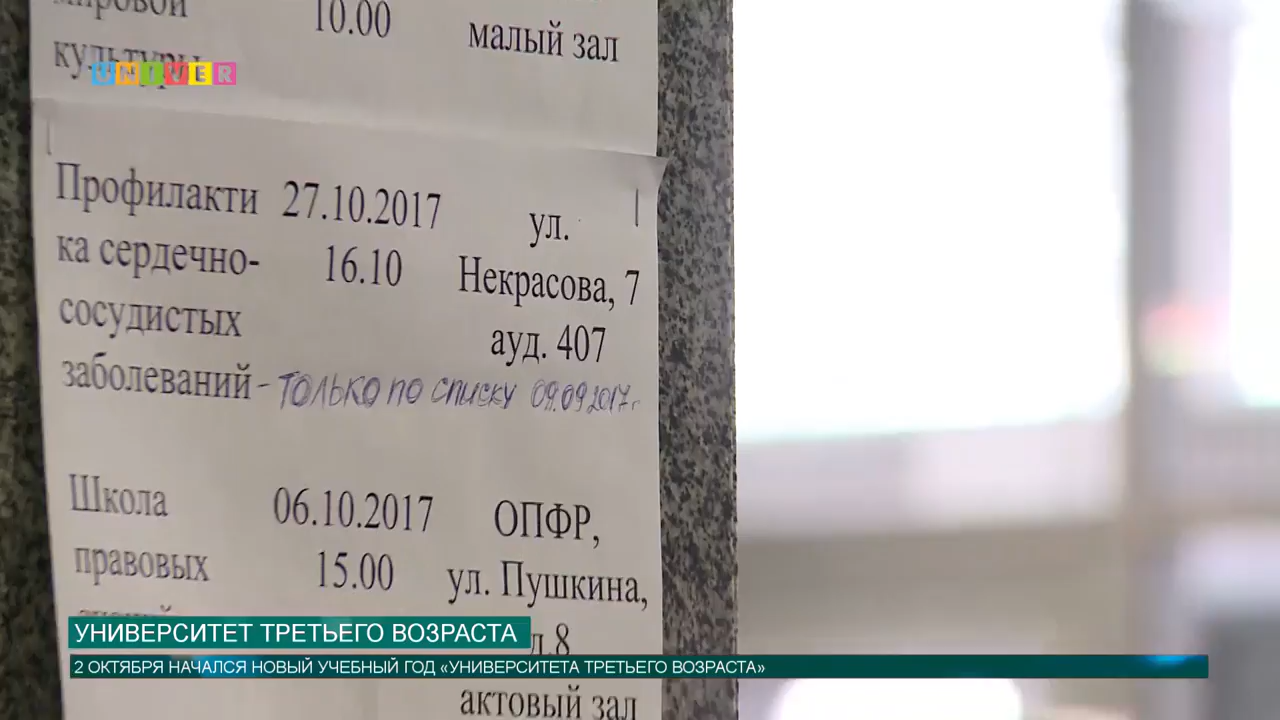 мировой 10.00 малый зал
культуры
UNIVER
Профилакти 27.10.2017 ул.
ка сердечно- 16.10 Некрасова, 7
сосудистых ауд. 407
заболеваний - ТОЛЬКО ПО СПИСКУ 09.09.2017г
Школа 06.10.2017 ОПФР,
правовых 15.00 ул. Пушкина,
д.8
актовый зал
УНИВЕРСИТЕТ ТРЕТЬЕГО ВОЗРАСТА
2 ОКТЯБРЯ НАЧАЛСЯ НОВЫЙ УЧЕБНЫЙ ГОД «УНИВЕРСИТЕТА ТРЕТЬЕГО ВОЗРАСТА»